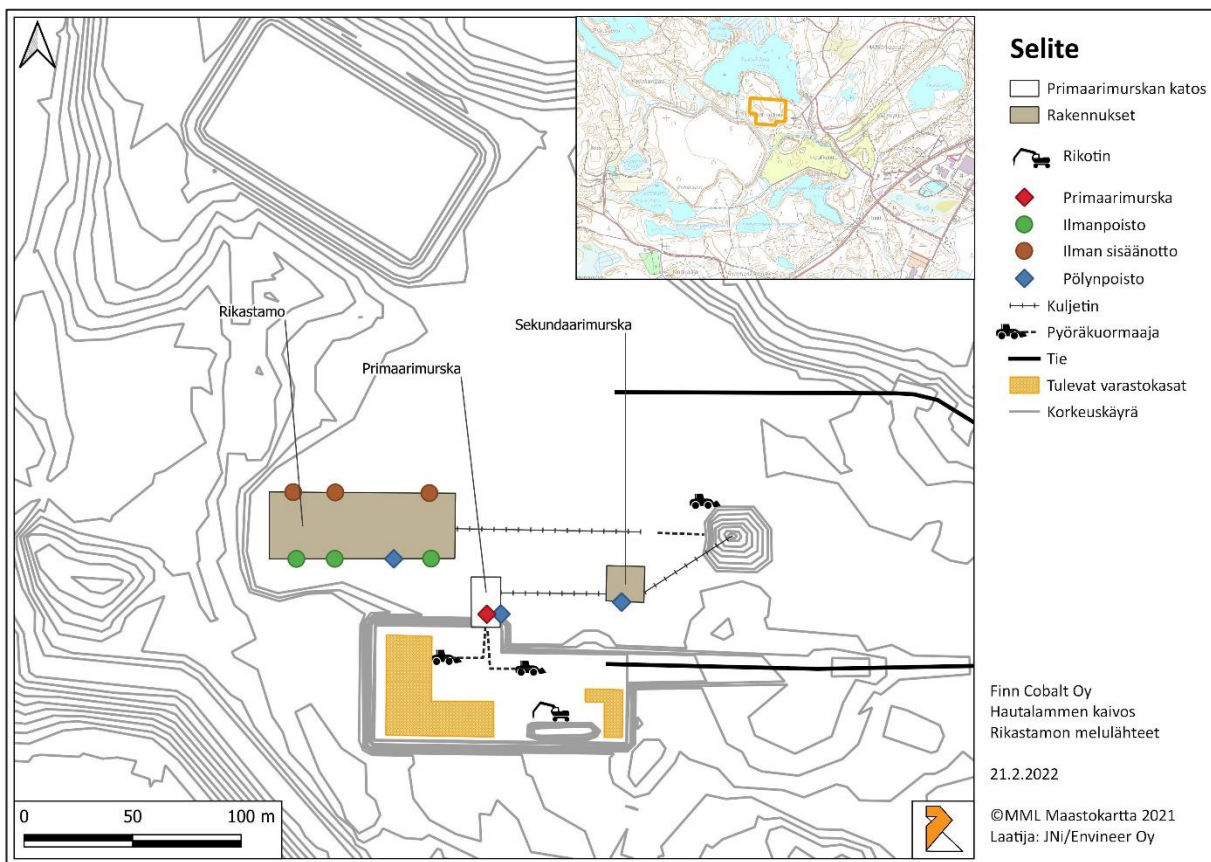 Selite
Primaarimurskan katos
Rakennukset
Rikotin
Primaarimurska
Ilmanpoisto
Ilman sisäänotto
Pölynpoisto
Kuljetin
Pyöräkuormaaja
Tie
Tulevat varastokasat
Korkeuskäyrä
Rikastamo
Sekundaarimurska
Primaarimurska
0 50 100 m
Finn Cobalt Oy
Hautalammen kaivos
Rikastamon melulähteet
21.2.2022
©MML Maastokartta 2021
Laatija: JNi/Envineer Oy